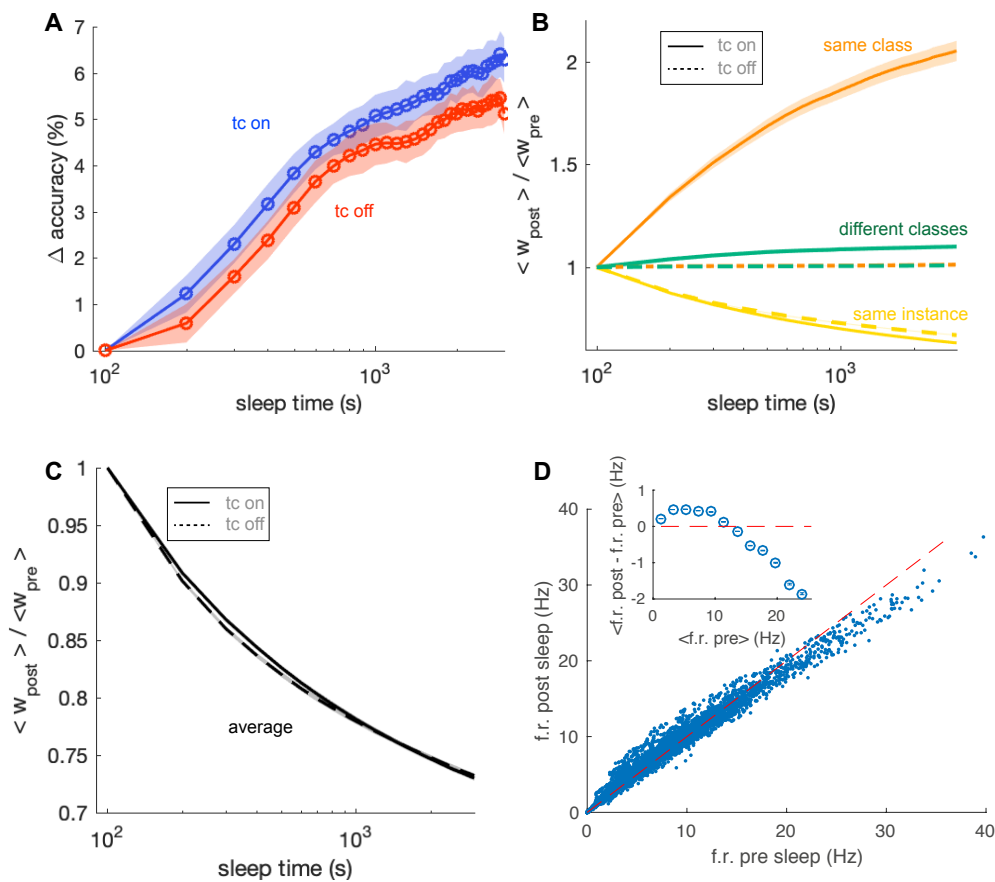 A
Δ accuracy (%)
7
6
5
4
3
2
1
0
tc on
tc off
10²
10³
sleep time (s)
B
< w_post > / <w_pre >
2
1.5
1
tc on
tc off
same class
different classes
same instance
10²
10³
sleep time (s)
C
< w_post > / <w_pre >
1
0.95
0.9
0.85
0.8
0.75
0.7
tc on
tc off
average
10²
10³
sleep time (s)
D
f.r. post sleep (Hz)
40
30
20
10
0
<f.r. post - f.r. pre> (Hz)
1
0
-1
-2
0
10
20
<f.r. pre> (Hz)
0
10
20
30
40
f.r. pre sleep (Hz)